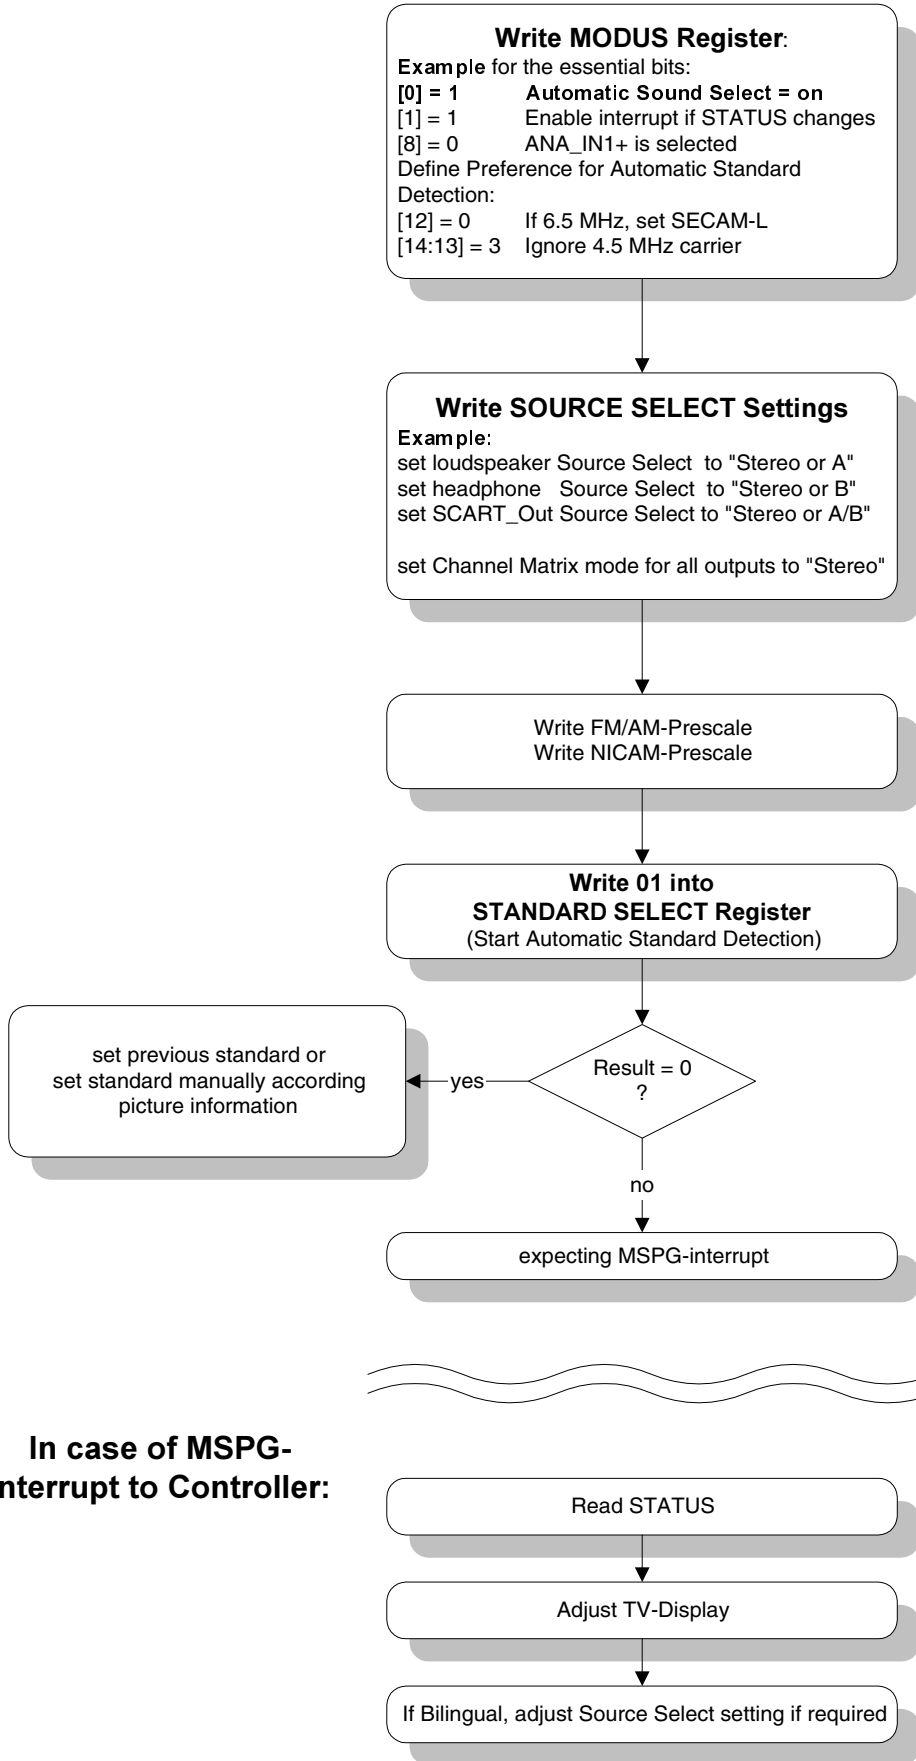 Write MODUS Register:
Example for the essential bits:
[0] = 1 Automatic Sound Select = on
[1] = 1 Enable interrupt if STATUS changes
[8] = 0 ANA_IN1+ is selected
Define Preference for Automatic Standard
Detection:
[12] = 0 If 6.5 MHz, set SECAM-L
[14:13] = 3 Ignore 4.5 MHz carrier
Write SOURCE SELECT Settings
Example:
set loudspeaker Source Select to "Stereo or A"
set headphone Source Select to "Stereo or B"
set SCART_Out Source Select to "Stereo or A/B"
set Channel Matrix mode for all outputs to "Stereo"
Write FM/AM-Prescale
Write NICAM-Prescale
Write 01 into
STANDARD SELECT Register
(Start Automatic Standard Detection)
set previous standard or
set standard manually according
picture information
yes
Result = 0
?
no
expecting MSPG-interrupt
In case of MSPG-
nterrupt to Controller:
Read STATUS
Adjust TV-Display
If Bilingual, adjust Source Select setting if required